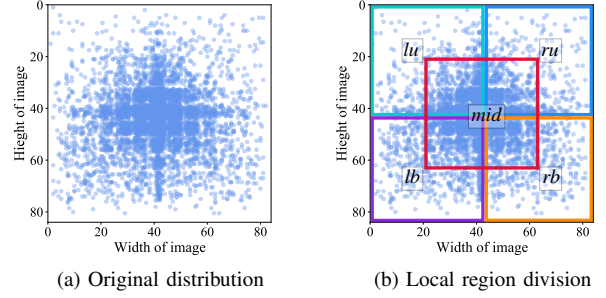 0
20
40
60
80
Hieght of image
0
20
40
60
80
Width of image
(a) Original distribution
0
20
40
60
80
Hieght of image
lu
ru
mid
lb
rb
0
20
40
60
80
Width of image
(b) Local region division